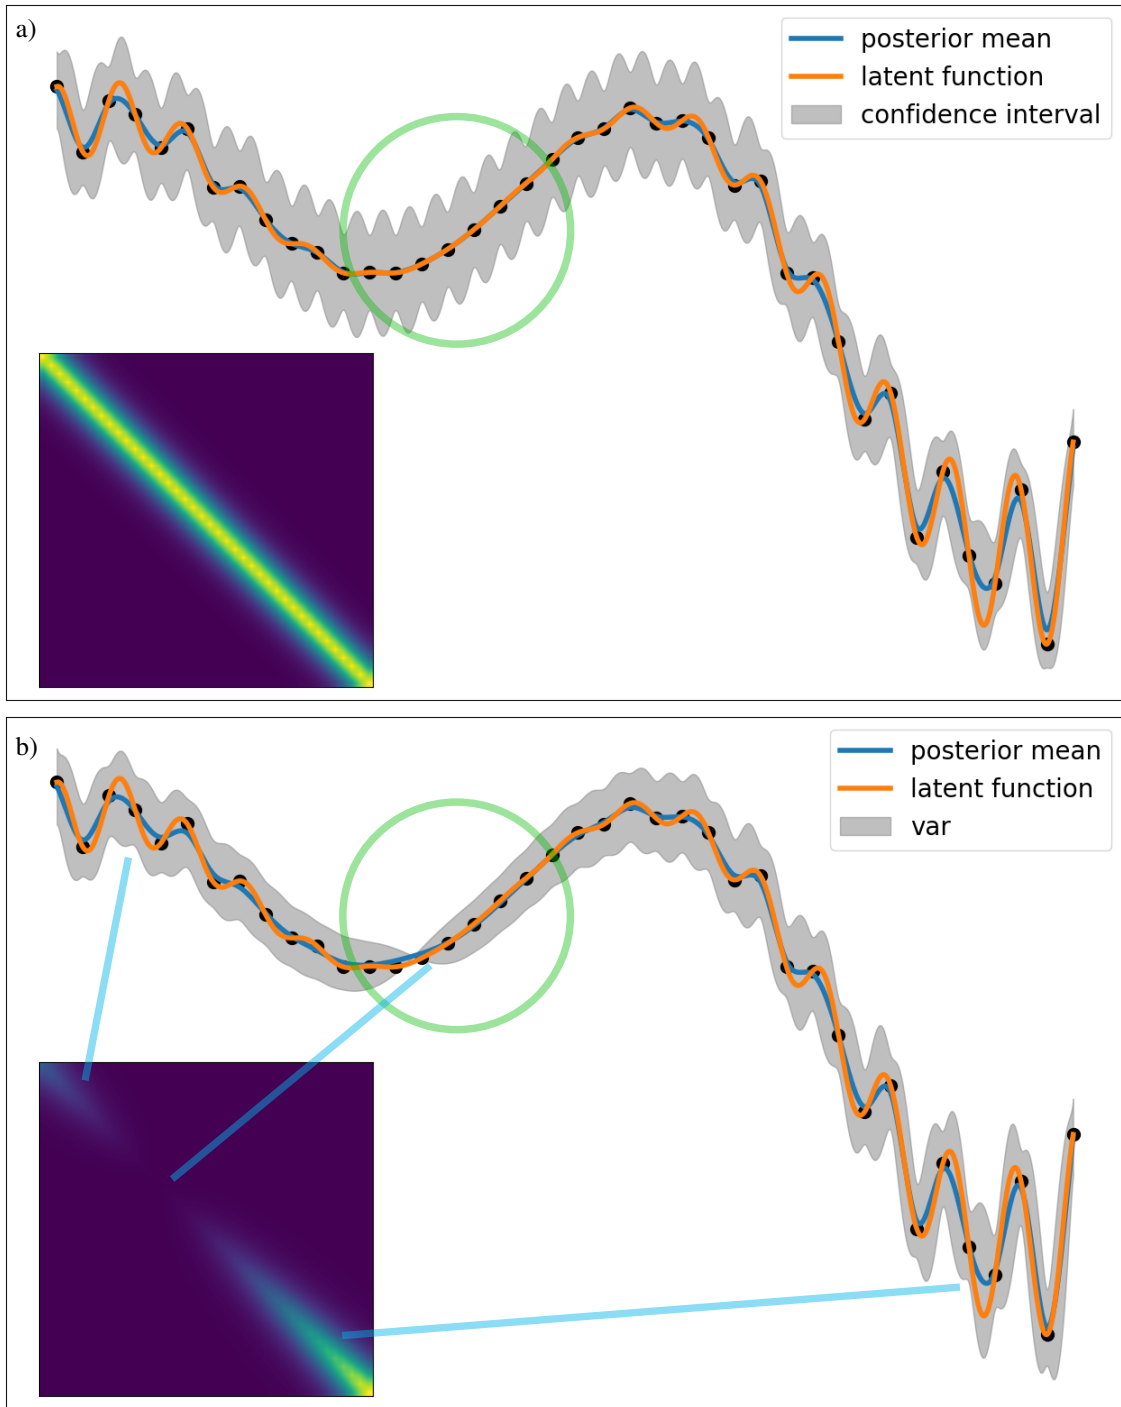 a)
posterior mean
latent function
confidence interval
b)
posterior mean
latent function
var